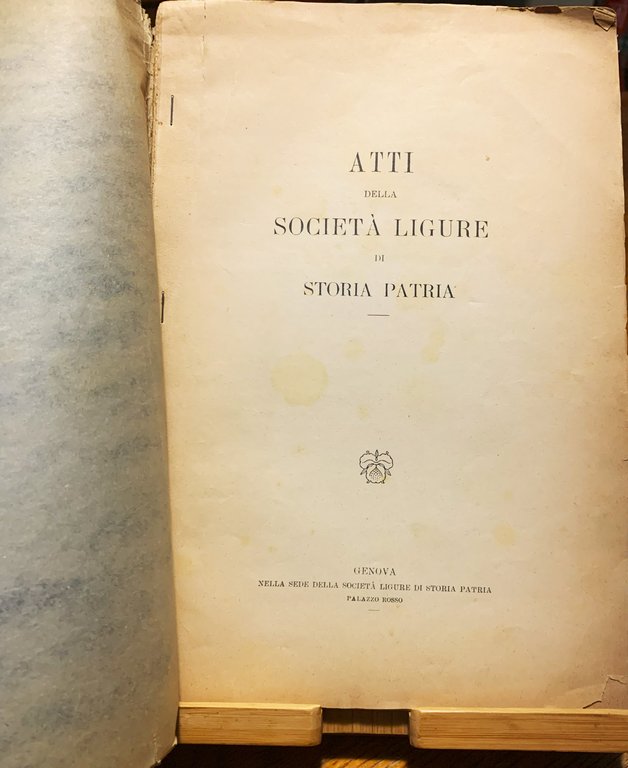 ATTI
DELLA
SOCIETÀ LIGURE
DI
STORIA PATRIA
GENOVA
NELLA SEDE DELLA SOCIETÀ LIGURE DI STORIA PATRIA
PALAZZO ROSSO